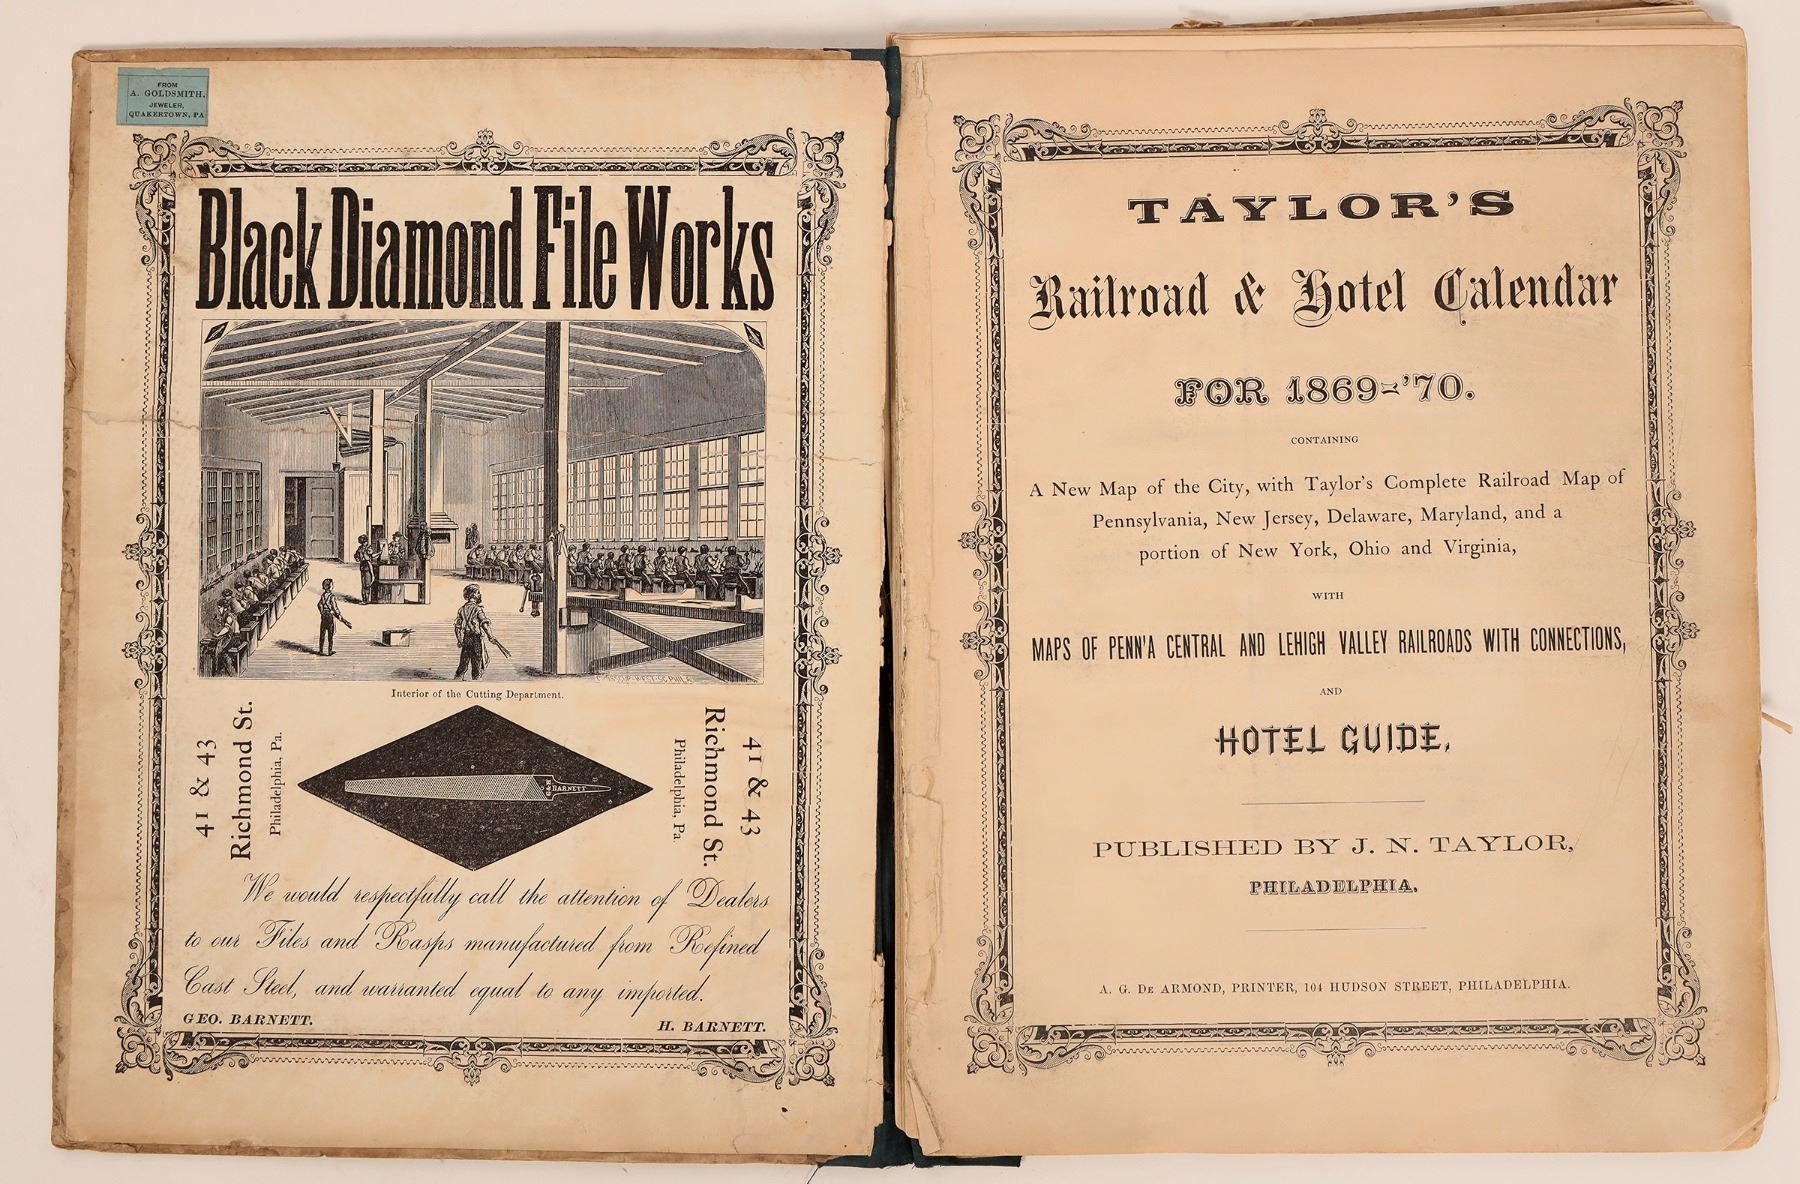 FROM
A. GOLDSMITH,
JEWELER,
QUAKERTOWN, PA
Black Diamond File Works
Interior of the Cutting Department.
41 & 43
Richmond St.
Philadelphia, Pa.
G & H BARNETT
41 & 43
Richmond St.
Philadelphia, Pa
We would respectfully call the attention of Dealers
to our Files and Rasps manufactured from Refined
Cast Steel, and warranted equal to any imported.
GEO. BARNETT. H. BARNETT.
TAYLOR'S
Railroad & Hotel Calendar
FOR 1869-'70.
CONTAINING
A New Map of the City, with Taylor's Complete Railroad Map of
Pennsylvania, New Jersey, Delaware, Maryland, and a
portion of New York, Ohio and Virginia,
WITH
MAPS OF PENN'A CENTRAL AND LEHIGH VALLEY RAILROADS WITH CONNECTIONS,
AND
HOTEL GUIDE.
PUBLISHED BY J. N. TAYLOR,
PHILADELPHIA.
A. G. DE ARMOND, PRINTER, 104 HUDSON STREET, PHILADELPHIA.